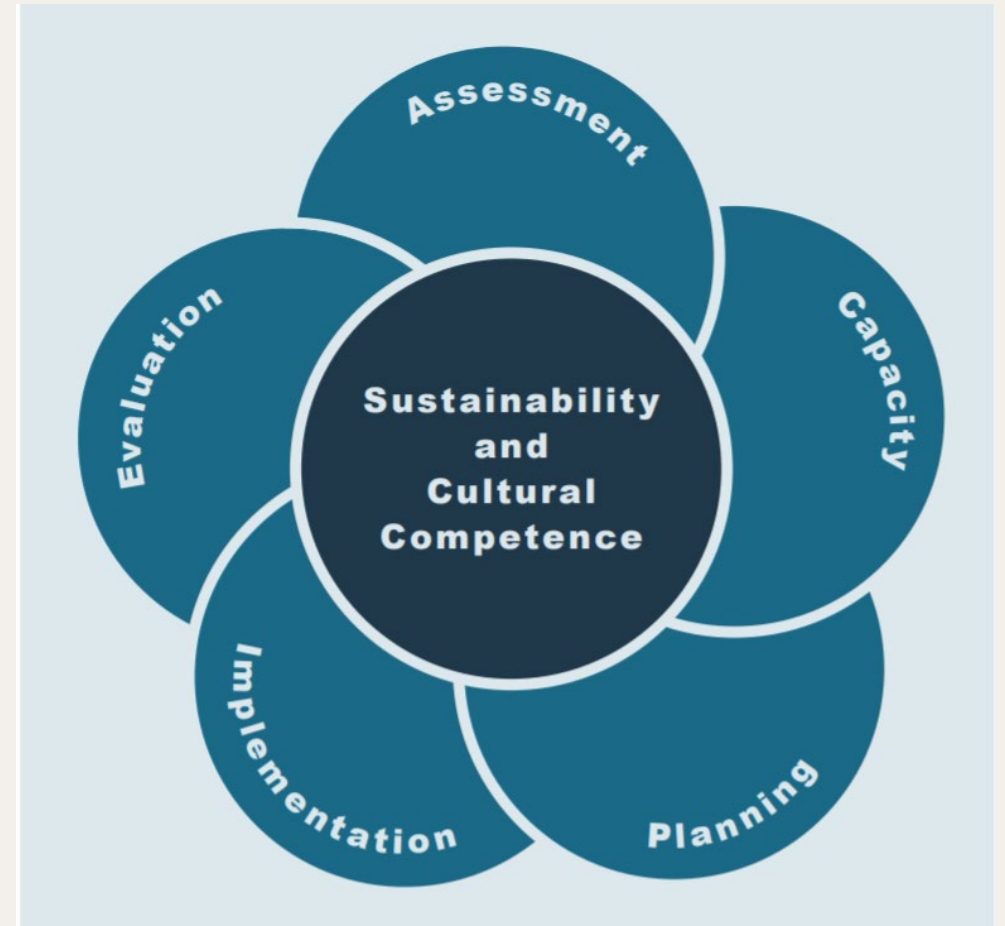 Assessment
Capacity
Planning
Implementation
Evaluation
Sustainability
and
Cultural
Competence